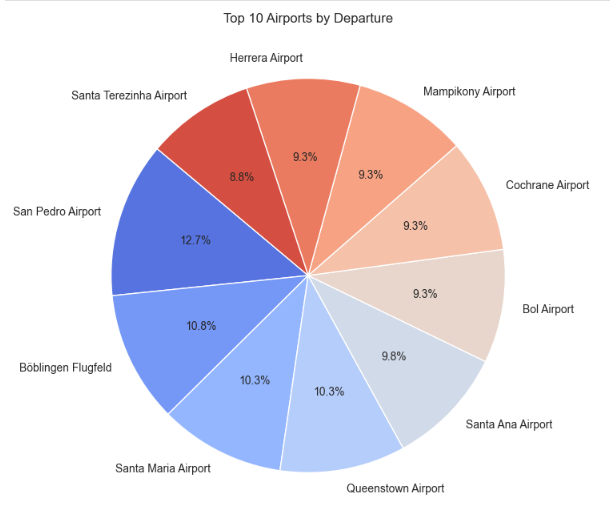 Top 10 Airports by Departure
Herrera Airport
Mampikony Airport
Santa Terezinha Airport
9.3%
9.3%
8.8%
Cochrane Airport
San Pedro Airport
9.3%
12.7%
9.3%
Bol Airport
10.8%
9.8%
Böblingen Flugfeld
10.3%
10.3%
Santa Ana Airport
Santa Maria Airport
Queenstown Airport